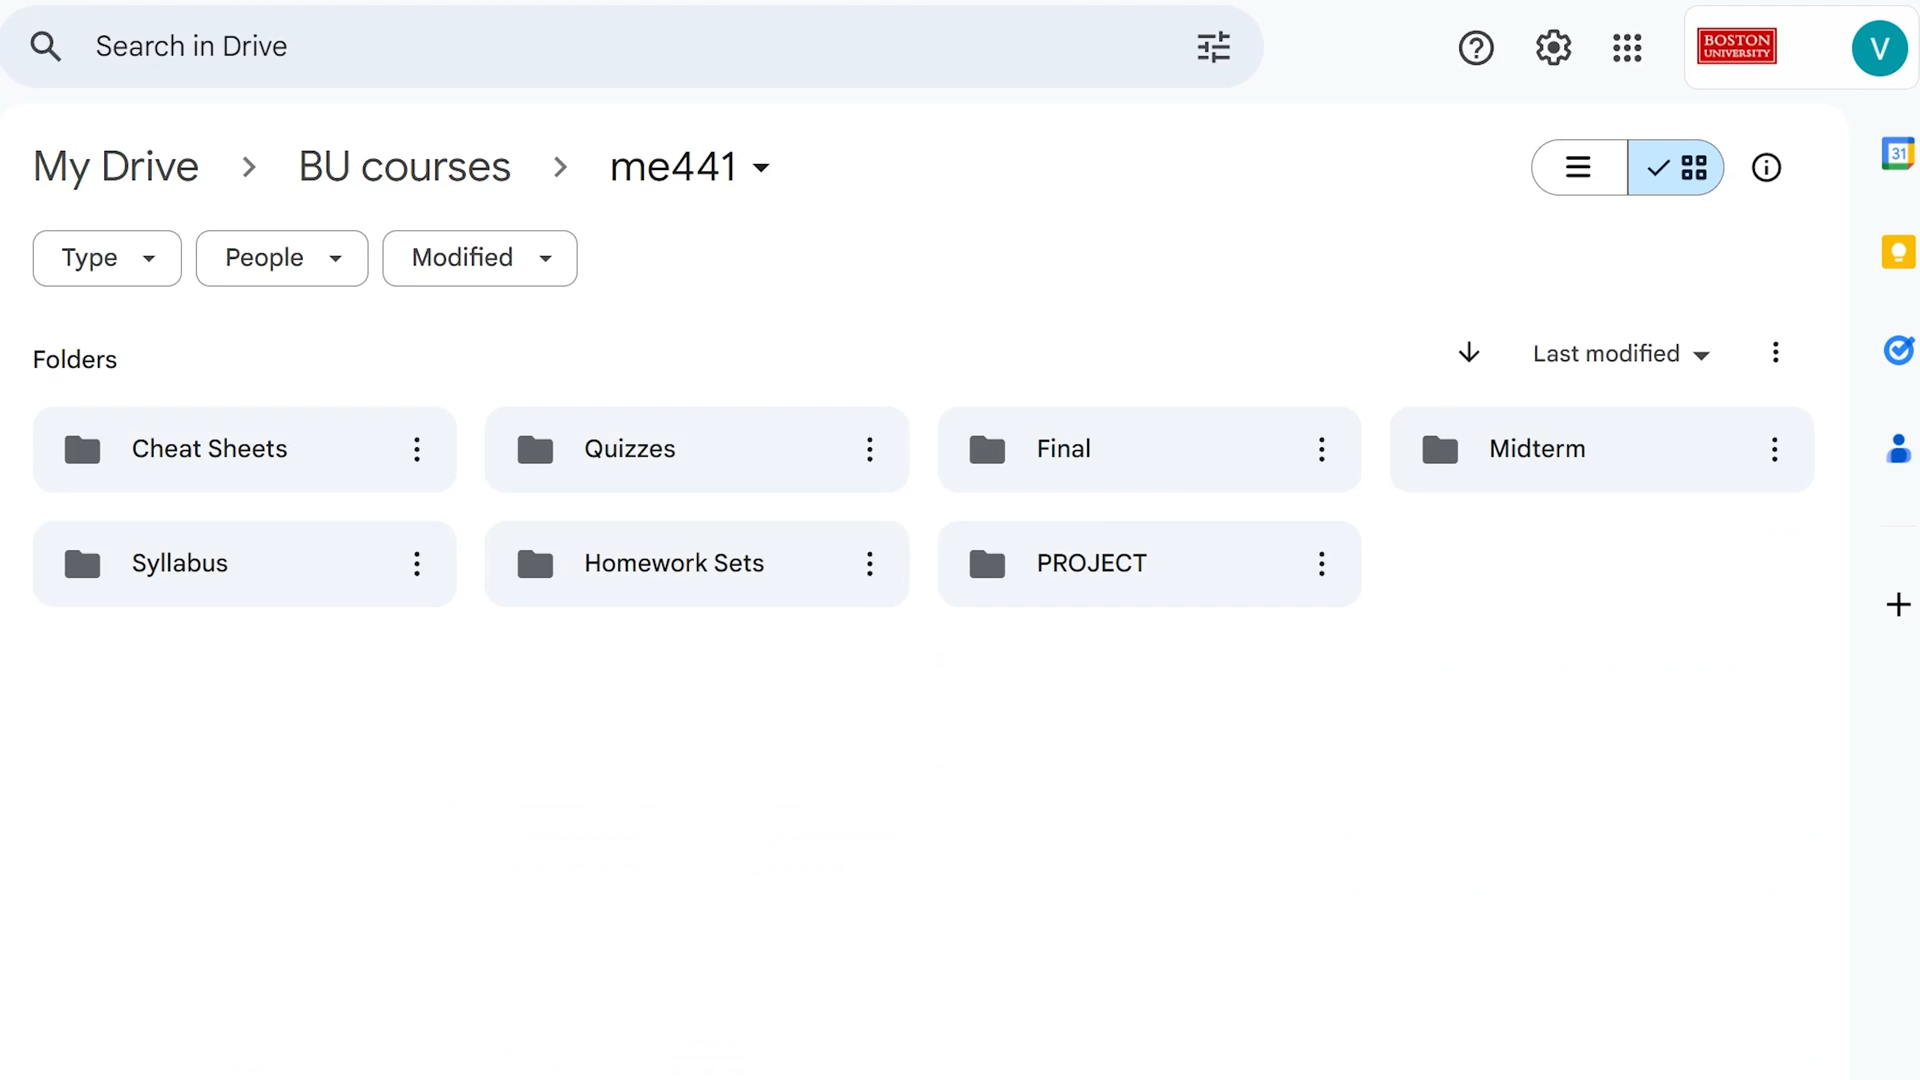 Search in Drive
BOSTON
UNIVERSITY
V
My Drive > BU courses > me441
31
Type
People
Modified
Folders
Last modified
Cheat Sheets
Quizzes
Final
Midterm
Syllabus
Homework Sets
PROJECT